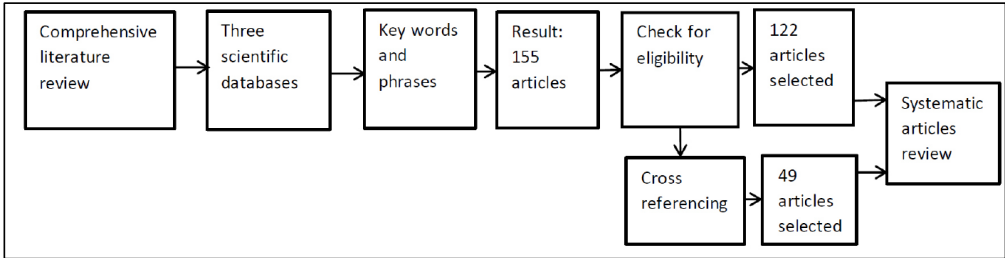 Comprehensive
literature
review
Three
scientific
databases
Key words
and
phrases
Result:
155
articles
Check for
eligibility
122
articles
selected
Systematic
articles
review
Cross
referencing
49
articles
selected